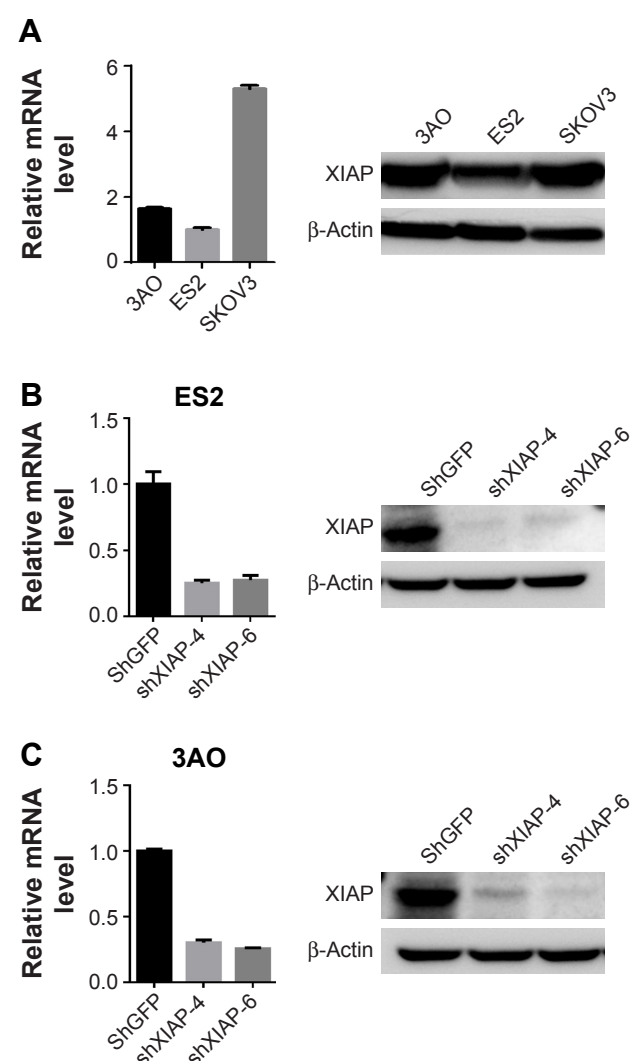 A
Relative mRNA
level
6
4
2
0
3AO
ES2
SKOV3
3AO
ES2
SKOV3
XIAP
β-Actin
B
ES2
Relative mRNA
level
1.5
1.0
0.5
0.0
ShGFP
shXIAP-4
shXIAP-6
ShGFP
shXIAP-4
shXIAP-6
XIAP
β-Actin
C
3AO
Relative mRNA
level
1.5
1.0
0.5
0.0
ShGFP
shXIAP-4
shXIAP-6
ShGFP
shXIAP-4
shXIAP-6
XIAP
β-Actin